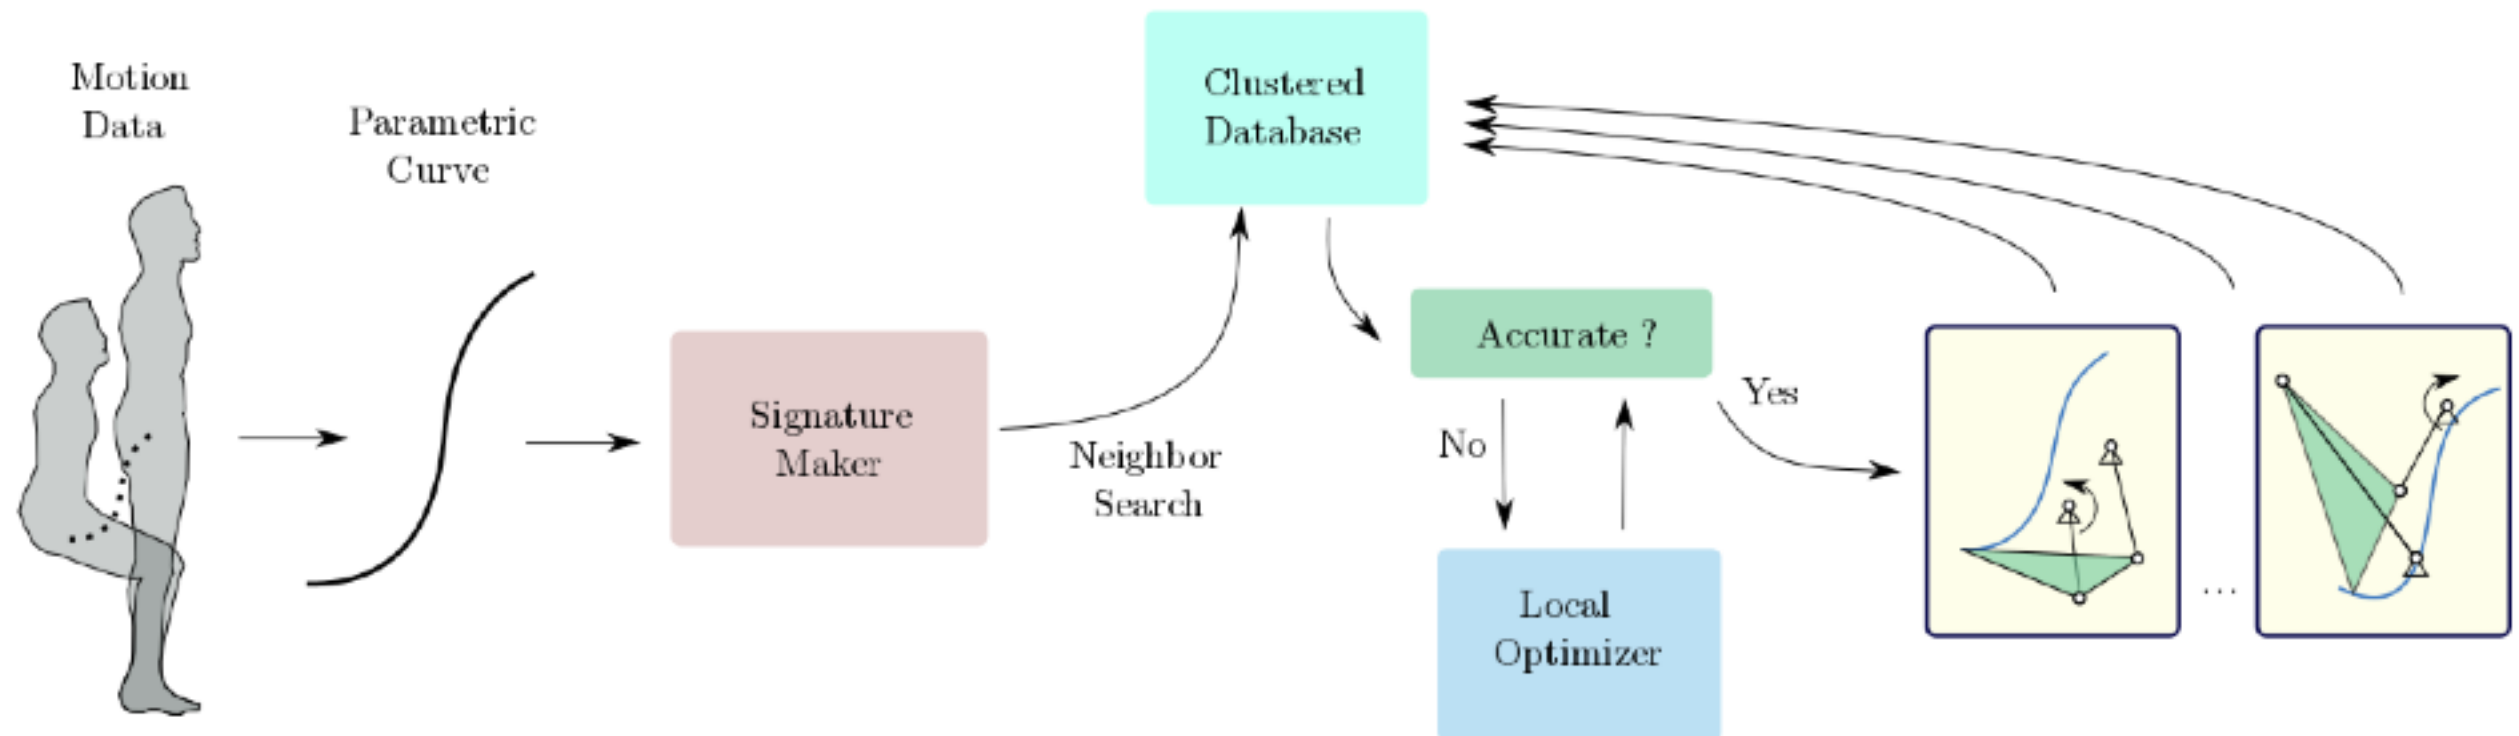 Motion
Data
Parametric
Curve
Signature
Maker
Neighbor
Search
Clustered
Database
Accurate ?
No
Yes
Local
Optimizer
...